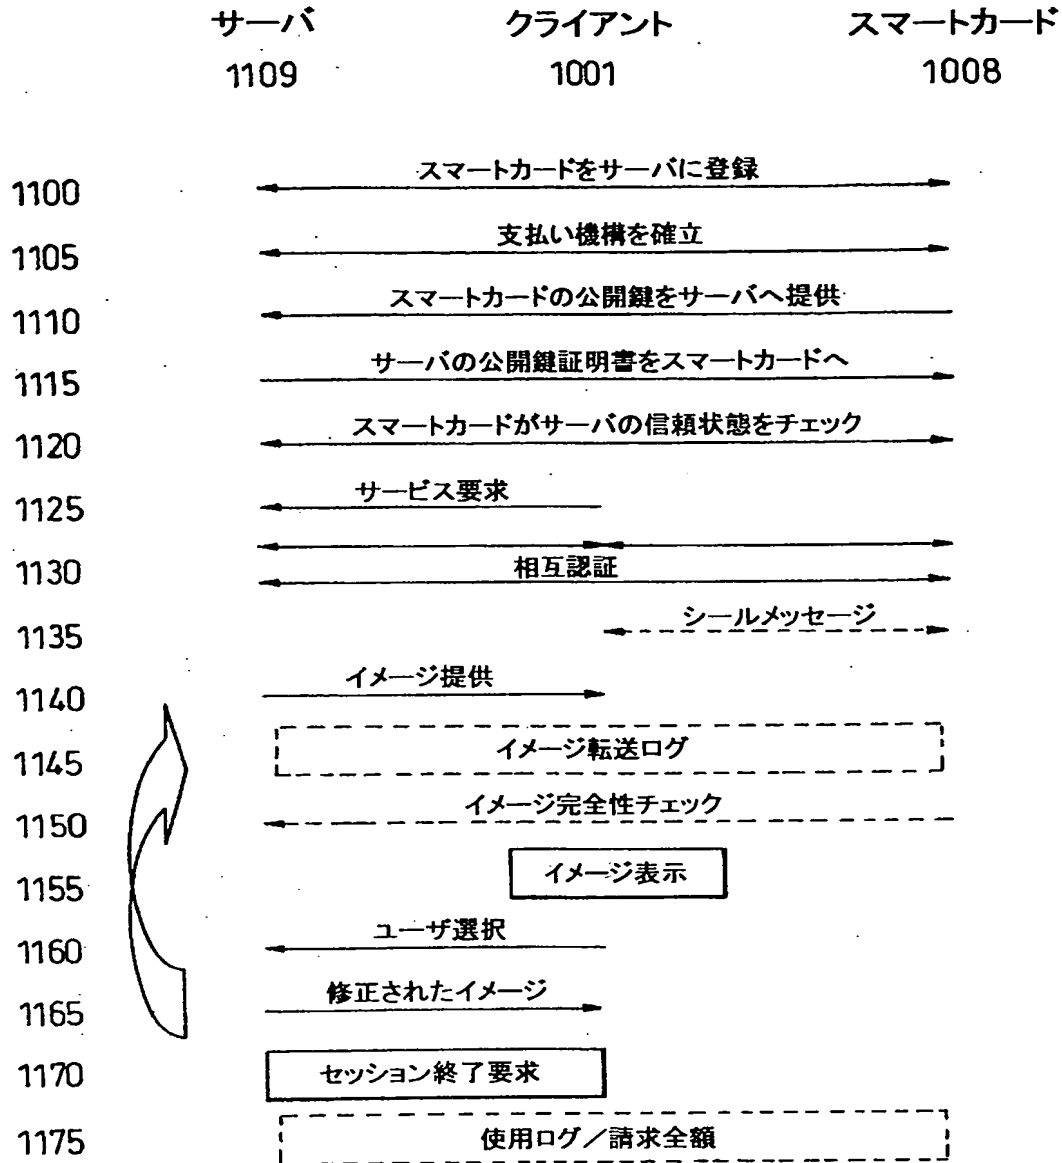 サーバ クライアント スマートカード
1109 1001 1008
1100 スマートカードをサーバに登録
1105 支払い機構を確立
1110 スマートカードの公開鍵をサーバへ提供
1115 サーバの公開鍵証明書をスマートカードへ
1120 スマートカードがサーバの信頼状態をチェック
1125 サービス要求
1130 相互認証
1135 シールメッセージ
1140 イメージ提供
1145 イメージ転送ログ
1150 イメージ完全性チェック
1155 イメージ表示
1160 ユーザ選択
1165 修正されたイメージ
1170 セッション終了要求
1175 使用ログ／請求全額